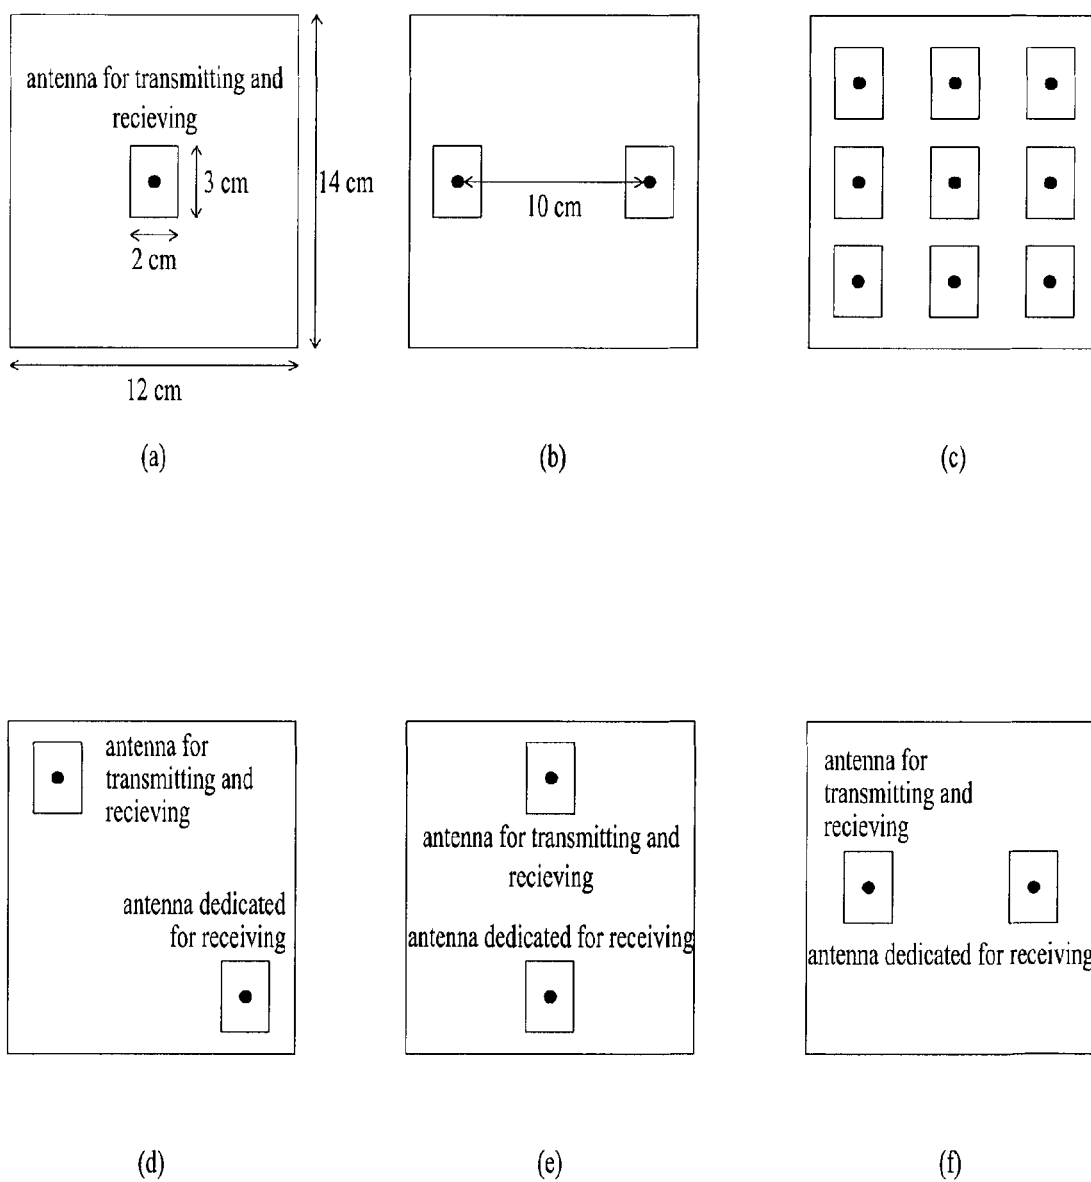 antenna for transmitting and
recieving
3 cm
14 cm
2 cm
12 cm
10 cm
(a)
(b)
(c)
antenna for
transmitting and
recieving
antenna dedicated
for receiving
antenna for transmitting and
recieving
antenna dedicated for receiving
antenna for
transmitting and
recieving
antenna dedicated for receiving
(d)
(e)
(f)